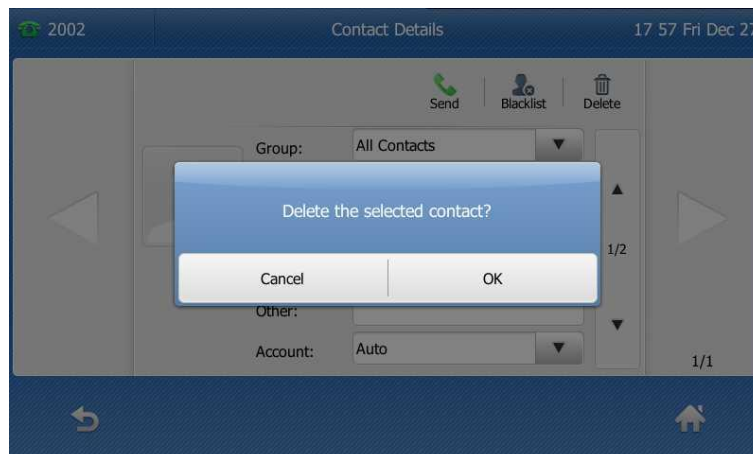 2002 Contact Details 17 57 Fri Dec 27
Send Blacklist Delete
Group: All Contacts
Delete the selected contact?
1/2
Cancel OK
Other:
Account: Auto
1/1